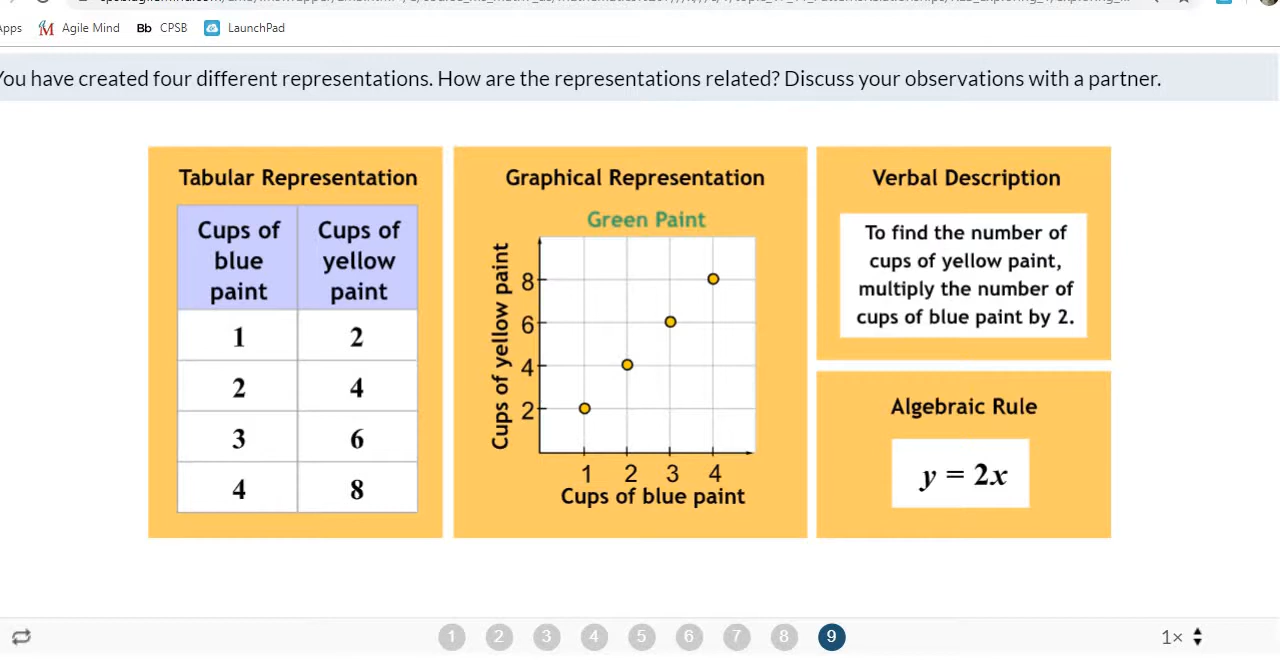 Apps M Agile Mind Bb CPSB LaunchPad
You have created four different representations. How are the representations related? Discuss your observations with a partner.
Tabular Representation
Cups of blue paint Cups of yellow paint
1 2
2 4
3 6
4 8
Graphical Representation
Green Paint
Cups of yellow paint
8
6
4
2
1 2 3 4
Cups of blue paint
Verbal Description
To find the number of
cups of yellow paint,
multiply the number of
cups of blue paint by 2.
Algebraic Rule
y = 2x
1 2 3 4 5 6 7 8 9 1×